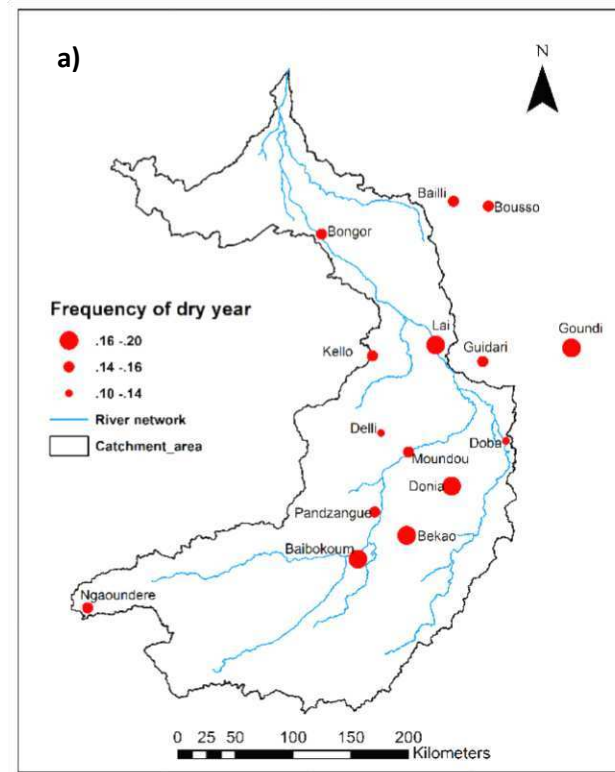 a)
N
Bailli
Bousso
Bongor
Frequency of dry year
.16 -.20
.14 -.16
.10 -.14
River network
Catchment_area
Lai
Goundi
Kello
Guidari
Delli
Doba
Moundou
Donia
Pandzangue
Bekao
Baibokoum
Ngaoundere
0 25 50 100 150 200
Kilometers